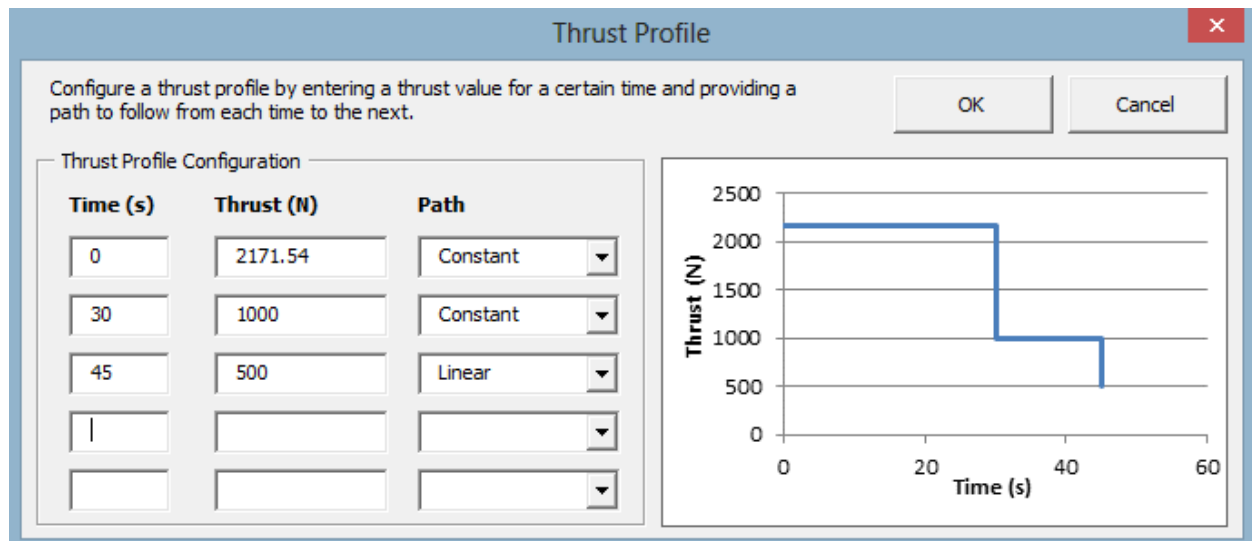 Thrust Profile
Configure a thrust profile by entering a thrust value for a certain time and providing a
path to follow from each time to the next.
OK
Cancel
Thrust Profile Configuration
Time (s) Thrust (N) Path
0 2171.54 Constant
30 1000 Constant
45 500 Linear
2500
2000
1500
1000
500
0
Thrust (N)
0 20 40 60
Time (s)